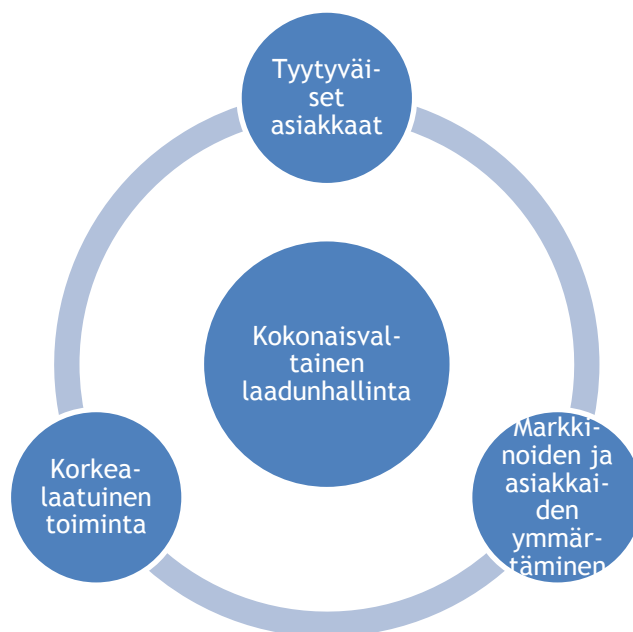 Tyytyväi-
set
asiakkaat
Kokonaisval-
tainen
laadunhallinta
Korkea-
laatuinen
toiminta
Markki-
noiden ja
asiakkai-
den
ymmär-
täminen